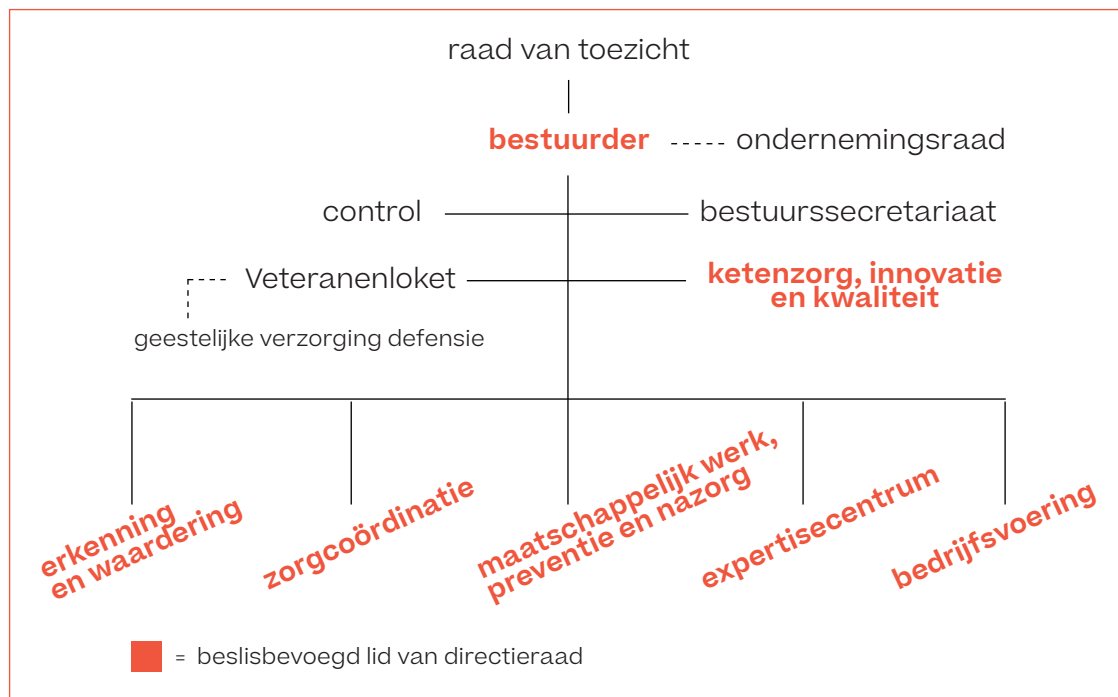 raad van toezicht
bestuurder
ondernemingsraad
control
bestuurssecretariaat
Veteranenloket
ketenzorg, innovatie
en kwaliteit
geestelijke verzorging defensie
erkenning
en waardering
zorgcoördinatie
maatschappelijk werk,
preventie en nazorg
expertisecentrum
bedrijfsvoering
= beslisbevoegd lid van directieraad